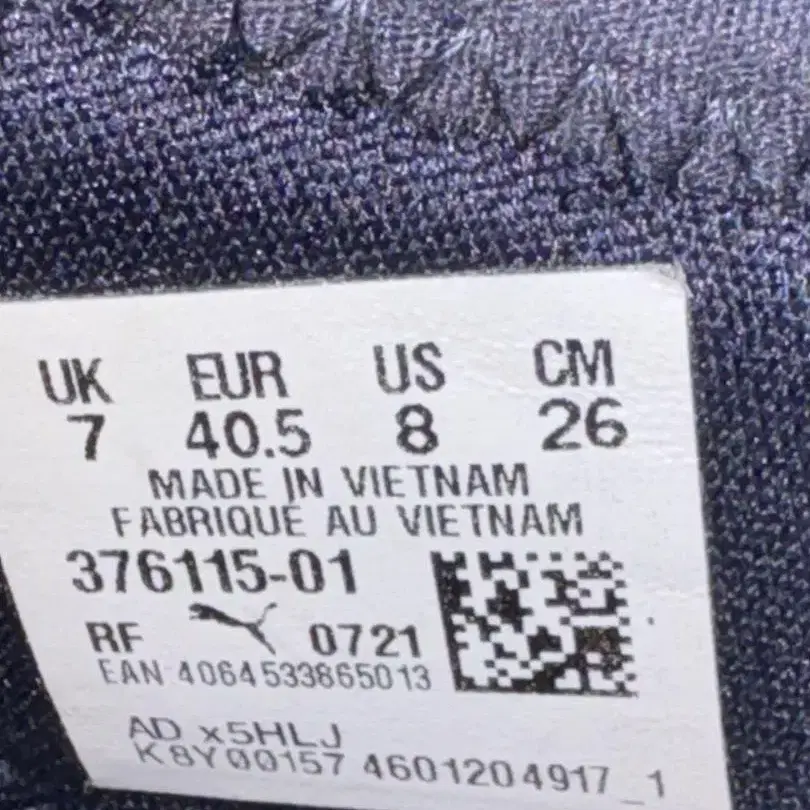 UK EUR US CM
7 40.5 8 26
MADE IN VIETNAM
FABRIQUÉ AU VIETNAM
376115-01
RF 0721
EAN 4064533865013
AD x5HLJ
K8Y00157 4601204917_1